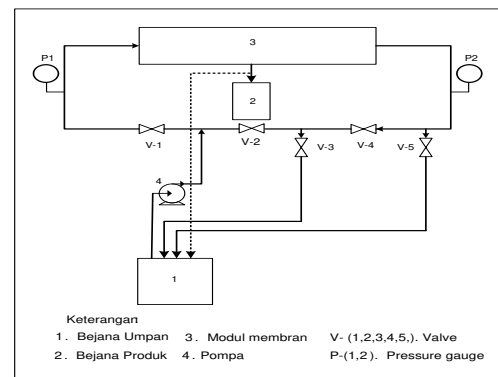 P1
3
P2
2
V-1
V-2
V-3
V-4
V-5
4
1
Keterangan:
1. Bejana Umpan 3. Modul membran V- (1,2,3,4,5,). Valve
2. Bejana Produk 4. Pompa P-(1,2). Pressure gauge